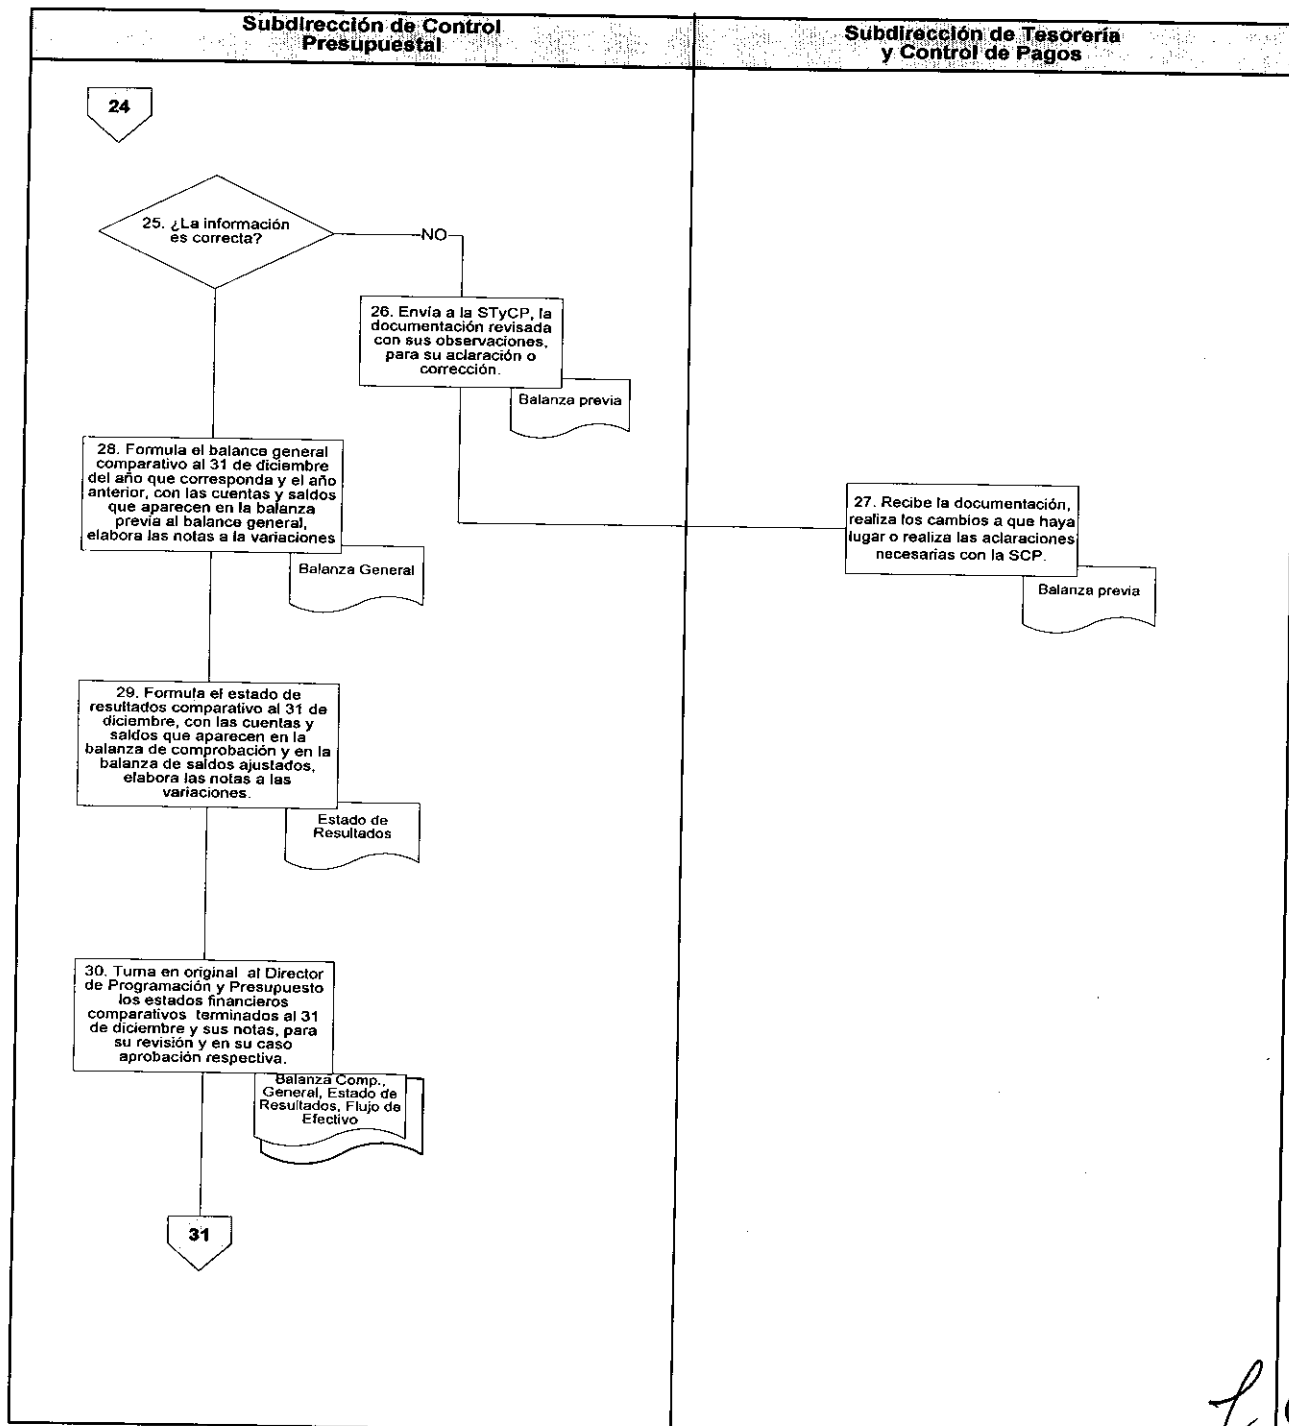 Subdirección de Control
Presupuestal
Subdirección de Tesorería
y Control de Pagos
24
25. ¿La información
es correcta?
NO
26. Envía a la STyCP, la
documentación revisada
con sus observaciones,
para su aclaración o
corrección.
Balanza previa
28. Formula el balance general
comparativo al 31 de diciembre
del año que corresponda y el año
anterior, con las cuentas y saldos
que aparecen en la balanza
previa al balance general,
elabora las notas a la variaciones
Balanza General
27. Recibe la documentación,
realiza los cambios a que haya
lugar o realiza las aclaraciones
necesarias con la SCP.
Balanza previa
29. Formula el estado de
resultados comparativo al 31 de
diciembre, con las cuentas y
saldos que aparecen en la
balanza de comprobación y en la
balanza de saldos ajustados,
elabora las notas a las
variaciones.
Estado de
Resultados
30. Turna en original al Director
de Programación y Presupuesto
los estados financieros
comparativos terminados al 31
de diciembre y sus notas, para
su revisión y en su caso
aprobación respectiva.
Balanza Comp.,
General, Estado de
Resultados, Flujo de
Efectivo
31